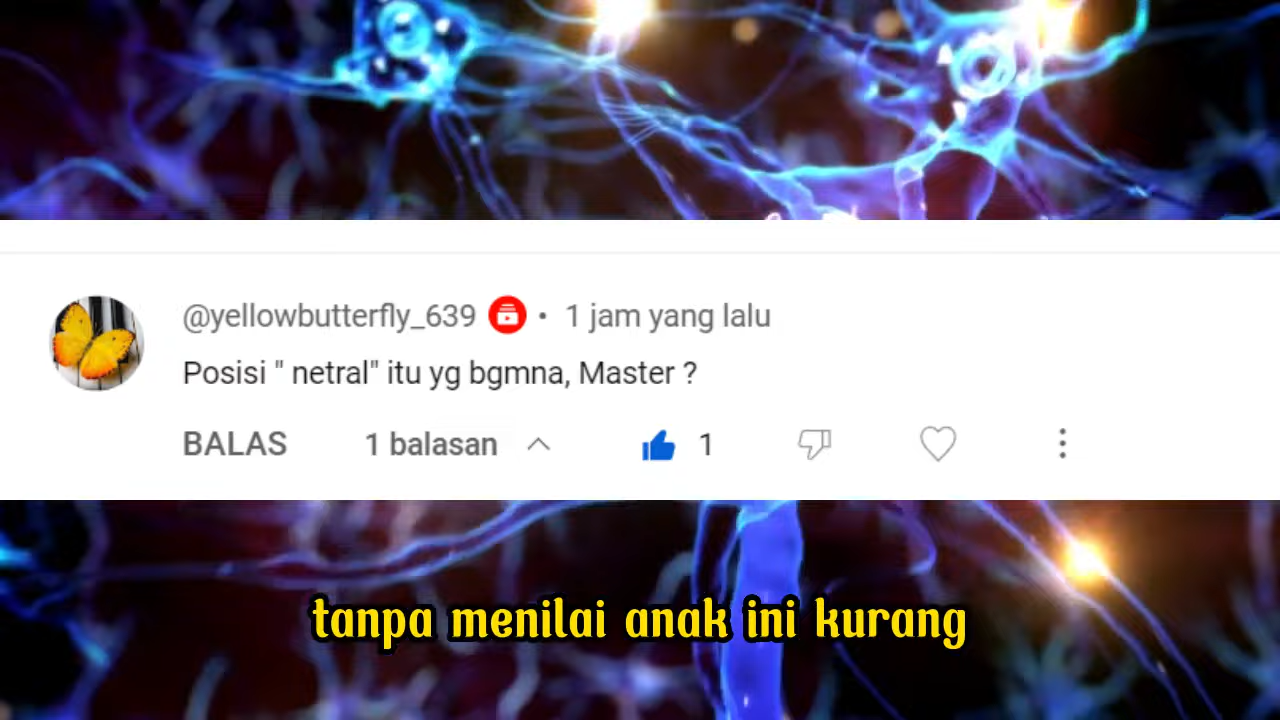 @yellowbutterfly_639 • 1 jam yang lalu
Posisi " netral" itu yg bgmna, Master ?
BALAS 1 balasan 1
tanpa menilai anak ini kurang